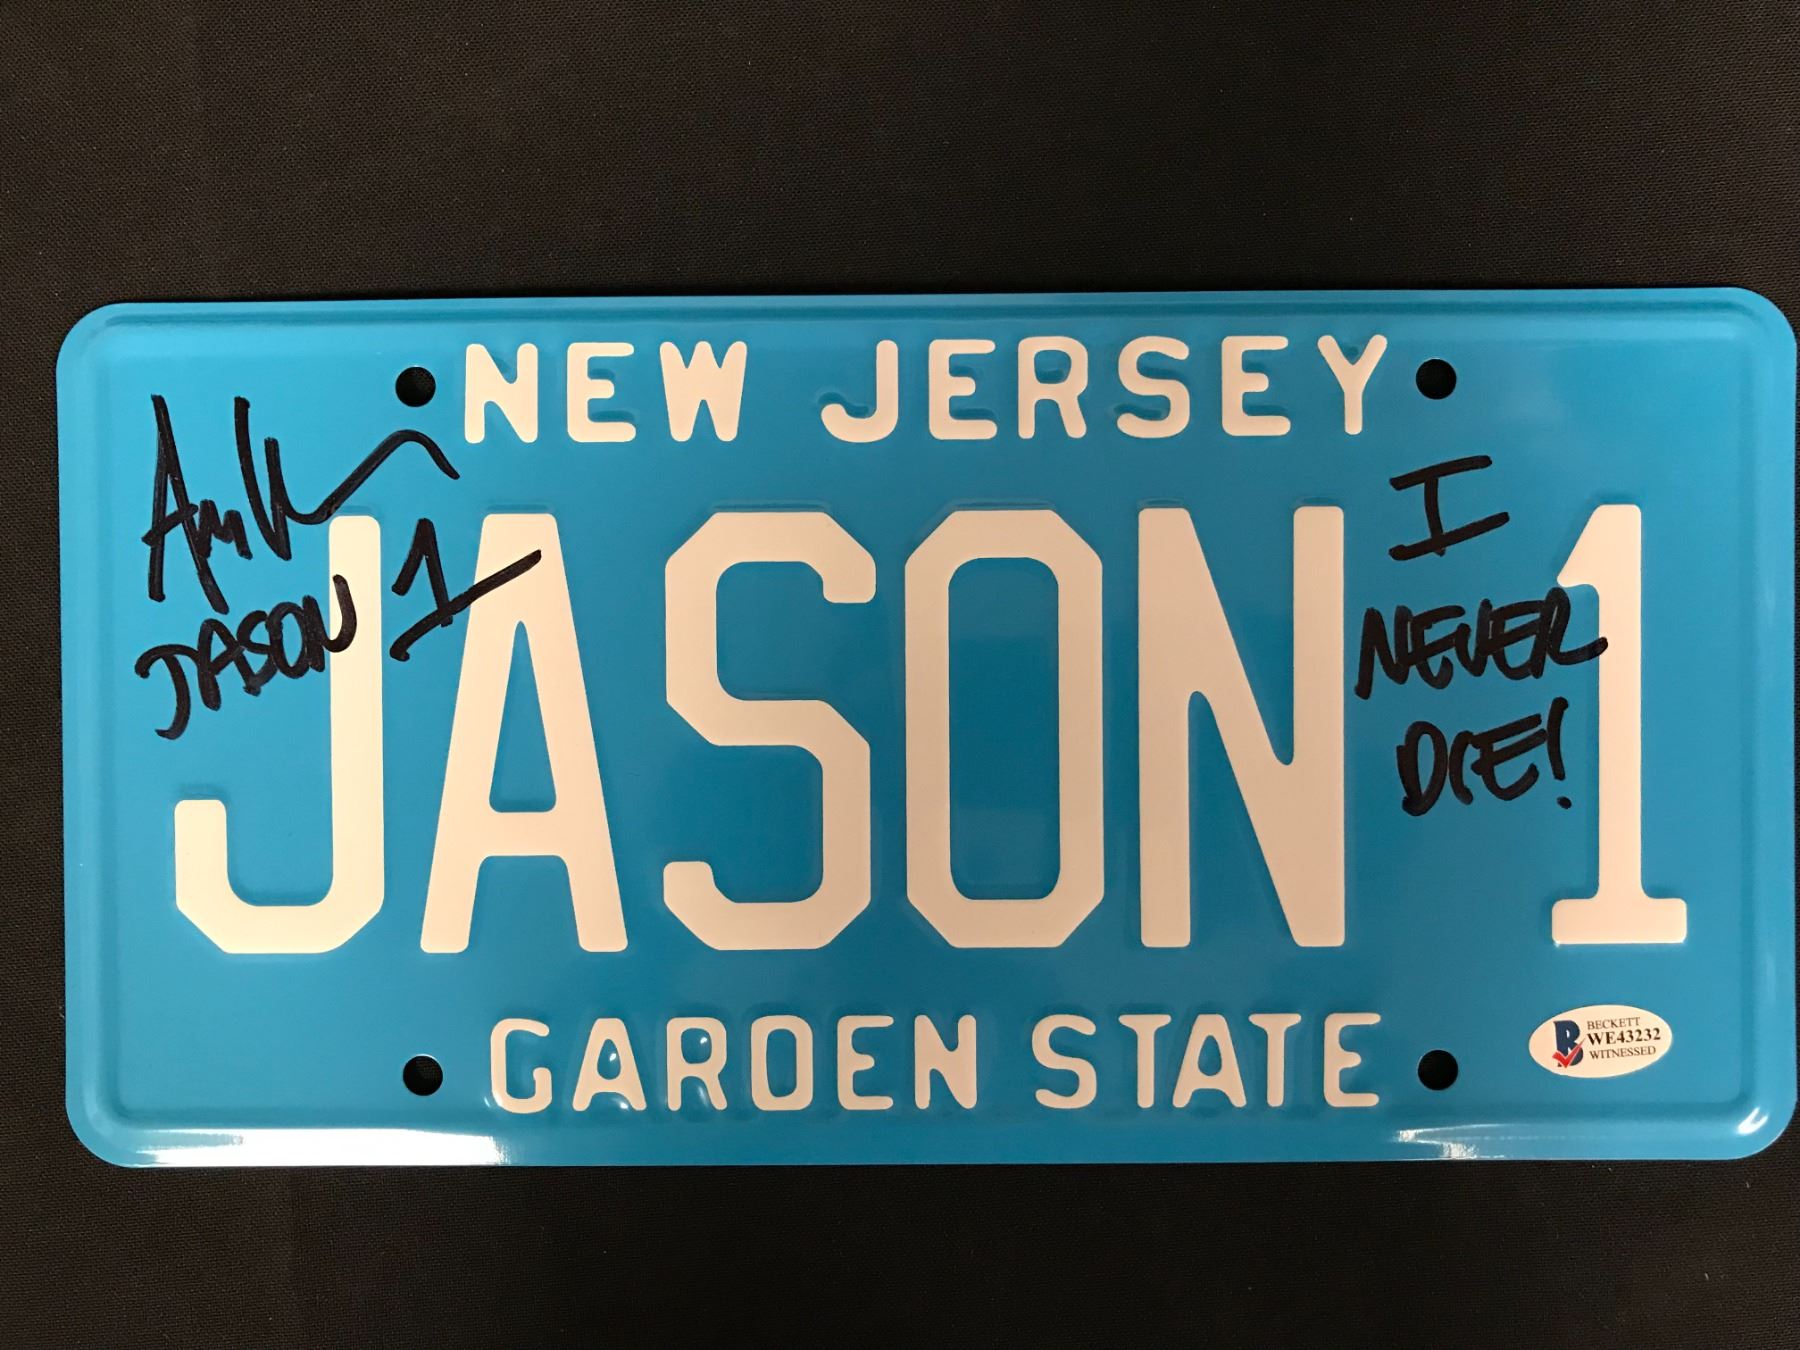 NEW JERSEY
JASON 1
JASON 1
I
NEVER
DIE!
GARDEN STATE
BECKETT
WE43232
WITNESSED